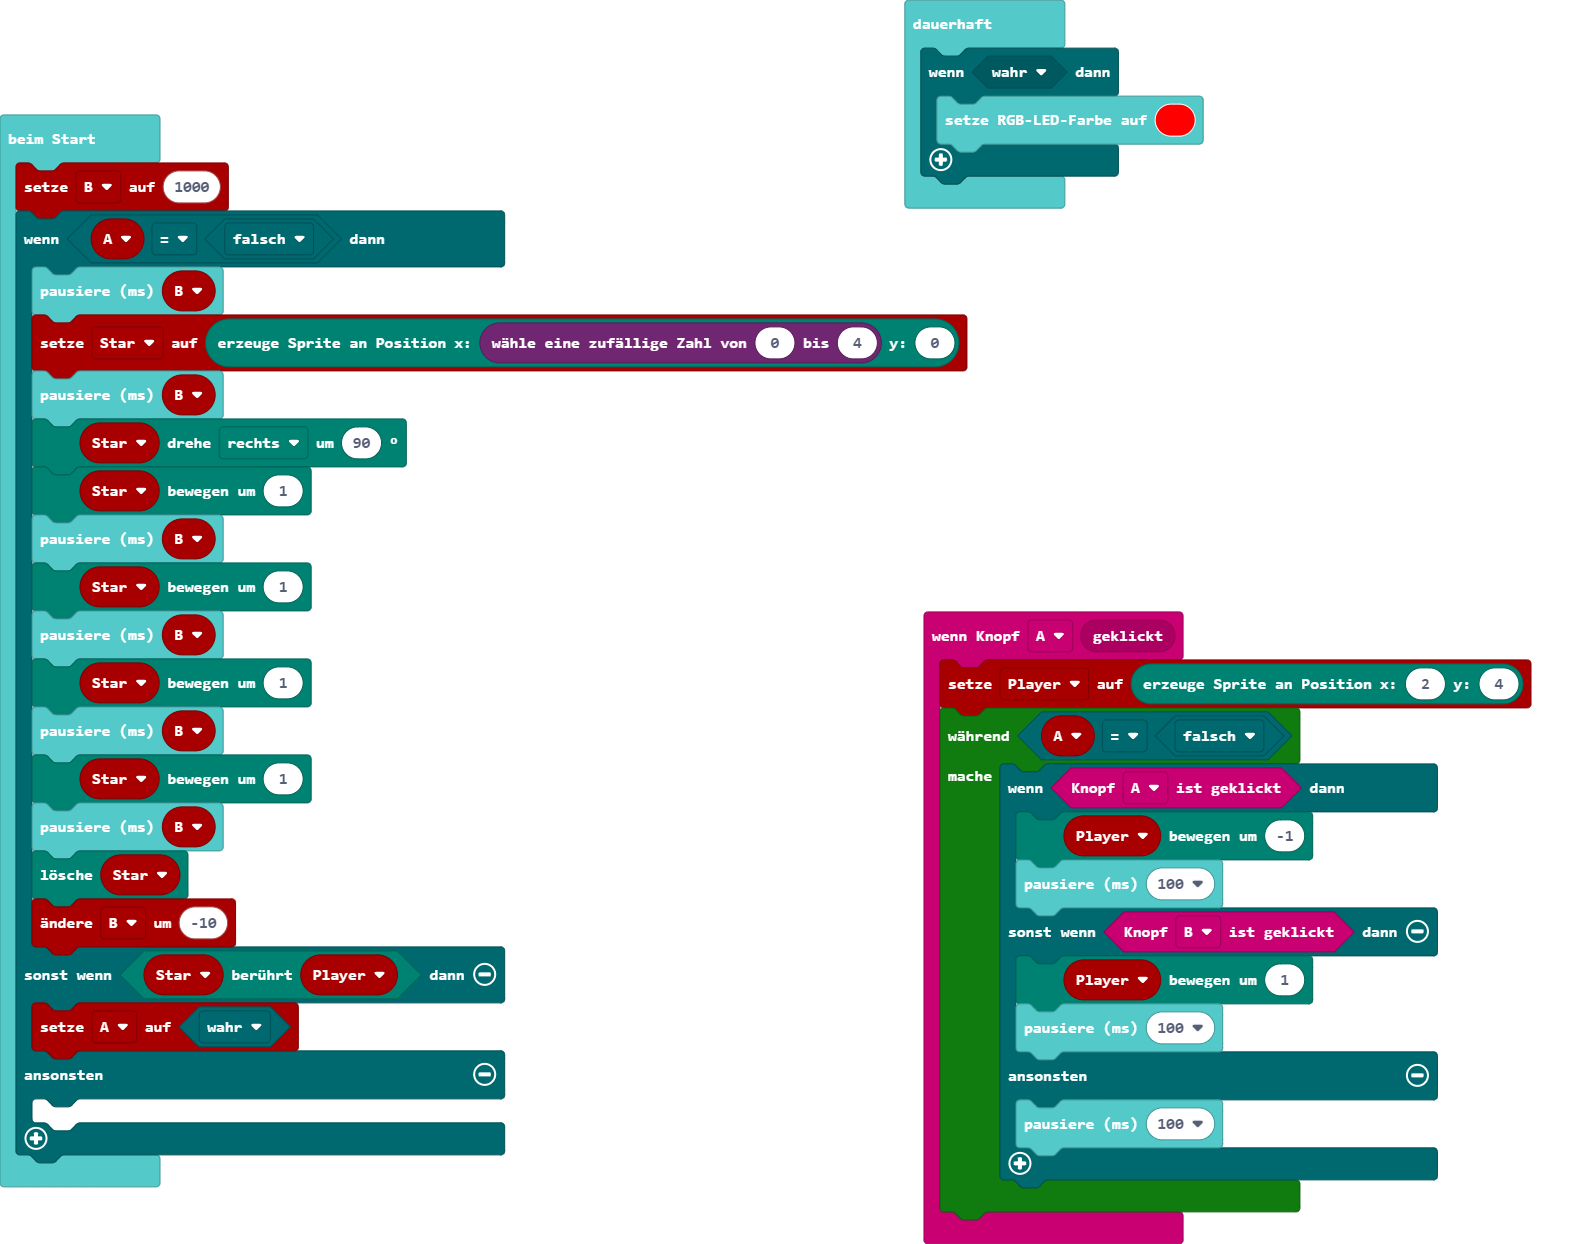 beim Start
setze B auf 1000
wenn A = falsch dann
pausiere (ms) B
setze Star auf erzeuge Sprite an Position x: wähle eine zufällige Zahl von 0 bis 4 y: 0
pausiere (ms) B
Star drehe rechts um 90 °
Star bewegen um 1
pausiere (ms) B
Star bewegen um 1
pausiere (ms) B
Star bewegen um 1
pausiere (ms) B
Star bewegen um 1
pausiere (ms) B
lösche Star
ändere B um -10
sonst wenn Star berührt Player dann
setze A auf wahr
ansonsten
dauerhaft
wenn wahr dann
setze RGB-LED-Farbe auf
wenn Knopf A geklickt
setze Player auf erzeuge Sprite an Position x: 2 y: 4
während A = falsch
mache
wenn Knopf A ist geklickt dann
Player bewegen um -1
pausiere (ms) 100
sonst wenn Knopf B ist geklickt dann
Player bewegen um 1
pausiere (ms) 100
ansonsten
pausiere (ms) 100